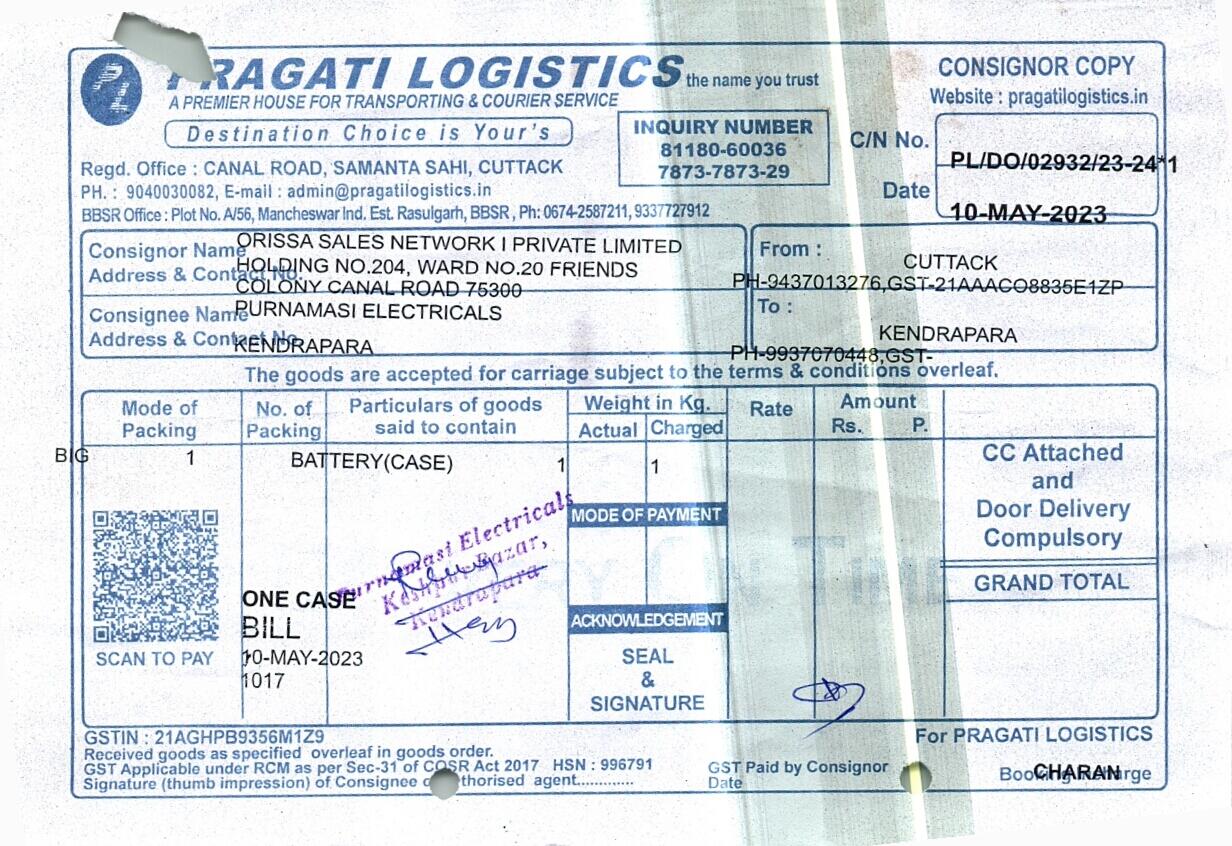 PRAGATI LOGISTICS the name you trust
A PREMIER HOUSE FOR TRANSPORTING & COURIER SERVICE
Destination Choice is Your's
Regd. Office : CANAL ROAD, SAMANTA SAHI, CUTTACK
PH. : 9040030082, E-mail : admin@pragatilogistics.in
BBSR Office : Plot No. A/56, Mancheswar Ind. Est. Rasulgarh, BBSR , Ph: 0674-2587211, 9337727912
INQUIRY NUMBER
81180-60036
7873-7873-29
CONSIGNOR COPY
Website : pragatilogistics.in
C/N No. PL/DO/02932/23-24*1
Date 10-MAY-2023
Consignor Name ORISSA SALES NETWORK I PRIVATE LIMITED
Address & Contact No. HOLDING NO.204, WARD NO.20 FRIENDS
COLONY CANAL ROAD 75300
From :
CUTTACK
PH-9437013276,GST-21AAACO8835E1ZP
Consignee Name PURNAMASI ELECTRICALS
Address & Contact No. KENDRAPARA
To :
KENDRAPARA
PH-9937070448,GST-
The goods are accepted for carriage subject to the terms & conditions overleaf.
Mode of Packing
No. of Packing
Particulars of goods said to contain
Weight in Kg.
Actual Charged
Rate
Amount
Rs. P.
BIG 1 BATTERY(CASE) 1 1
CC Attached
and
Door Delivery
Compulsory
GRAND TOTAL
MODE OF PAYMENT
Purnamasi Electricals
Keshpur Bazar,
Kendrapara
ONE CASE
BILL
10-MAY-2023
1017
SCAN TO PAY
ACKNOWLEDGEMENT
SEAL
&
SIGNATURE
GSTIN : 21AGHPB9356M1Z9
Received goods as specified overleaf in goods order.
GST Applicable under RCM as per Sec-31 of COSR Act 2017 HSN : 996791
Signature (thumb impression) of Consignee thorised agent.............
GST Paid by Consignor
Date
For PRAGATI LOGISTICS
Booking CHARAN